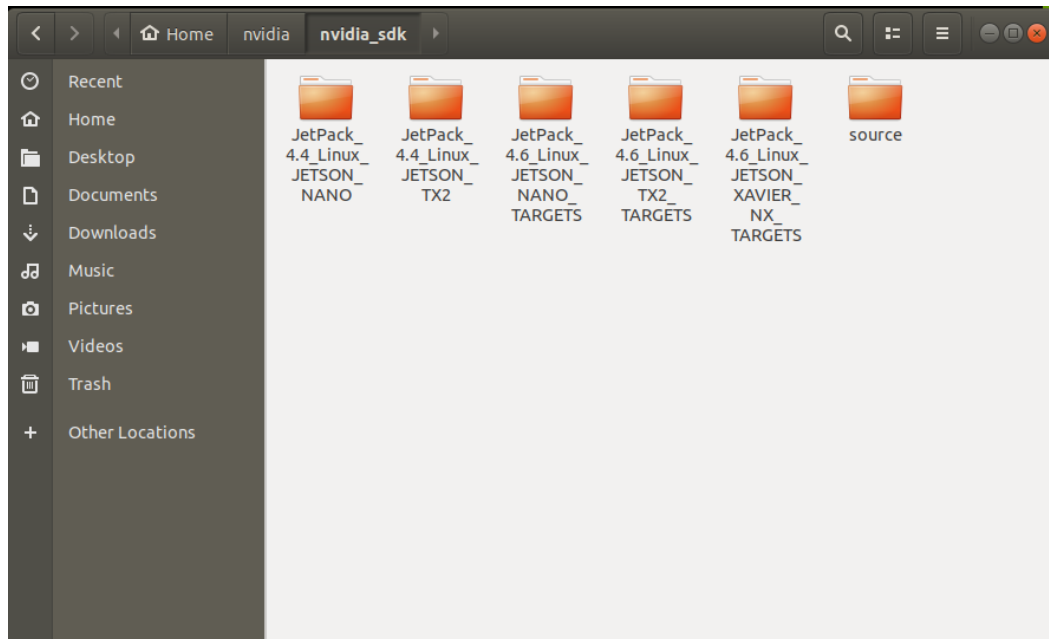 Home nvidia nvidia_sdk
Recent
Home
Desktop
Documents
Downloads
Music
Pictures
Videos
Trash
Other Locations
JetPack_
4.4_Linux_
JETSON_
NANO
JetPack_
4.4_Linux_
JETSON_
TX2
JetPack_
4.6_Linux_
JETSON_
NANO_
TARGETS
JetPack_
4.6_Linux_
JETSON_
TX2_
TARGETS
JetPack_
4.6_Linux_
JETSON_
XAVIER_
NX_
TARGETS
source